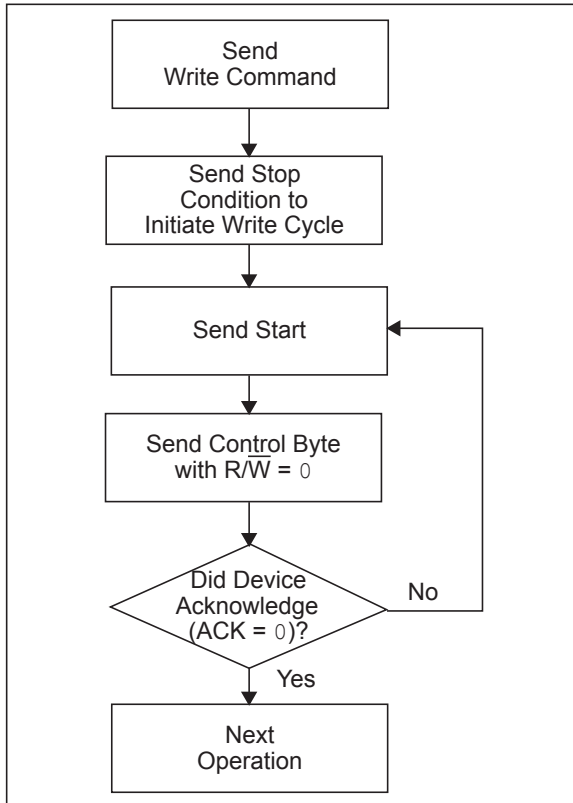 Send
Write Command
Send Stop
Condition to
Initiate Write Cycle
Send Start
Send Control Byte
with R/W̅ = 0
Did Device
Acknowledge
(ACK = 0)?
No
Yes
Next
Operation